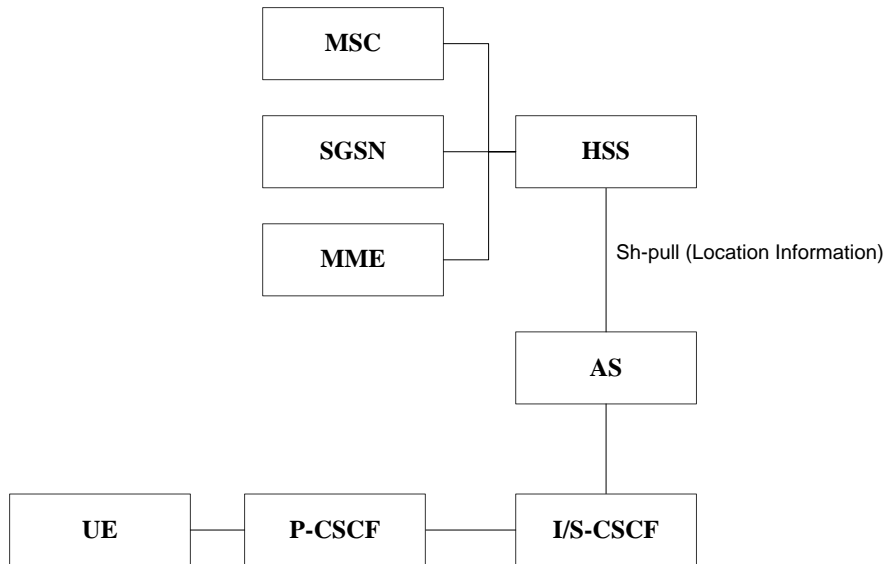 MSC
SGSN
HSS
MME
Sh-pull (Location Information)
AS
UE
P-CSCF
I/S-CSCF